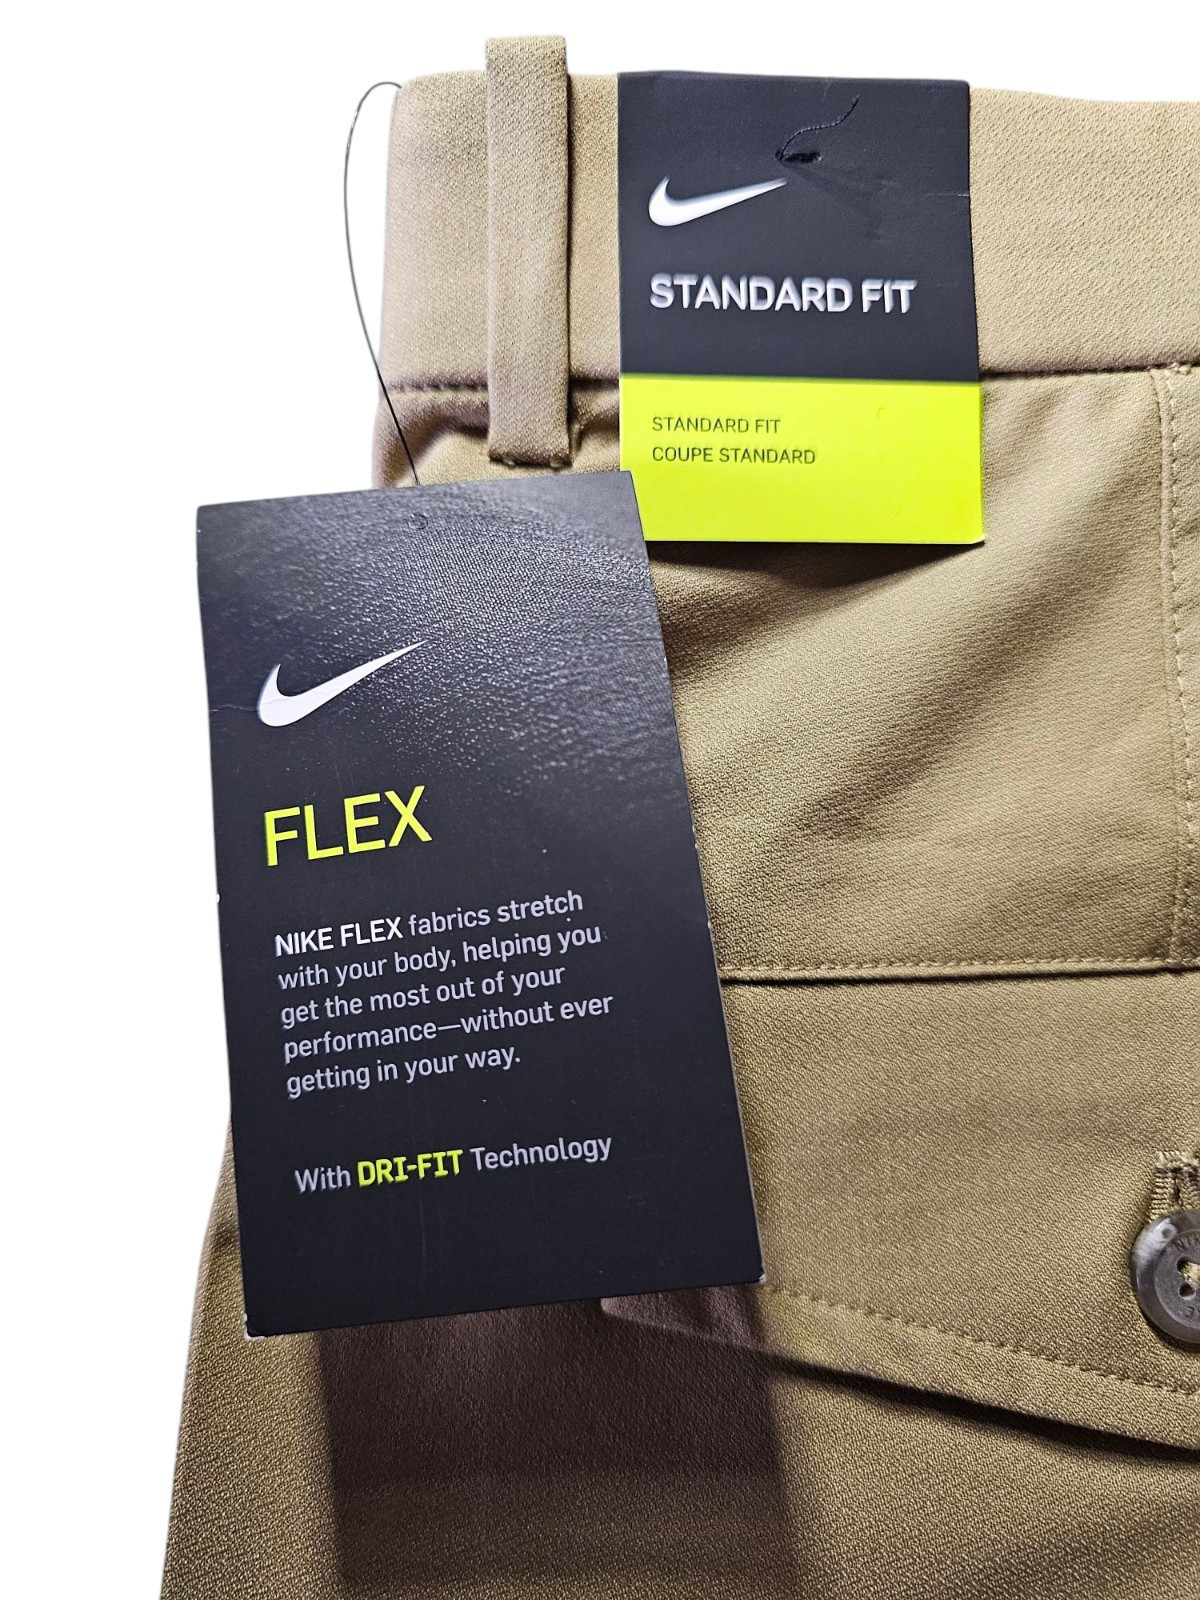 STANDARD FIT
STANDARD FIT
COUPE STANDARD
FLEX
NIKE FLEX fabrics stretch
with your body, helping you
get the most out of your
performance—without ever
getting in your way.
With DRI-FIT Technology